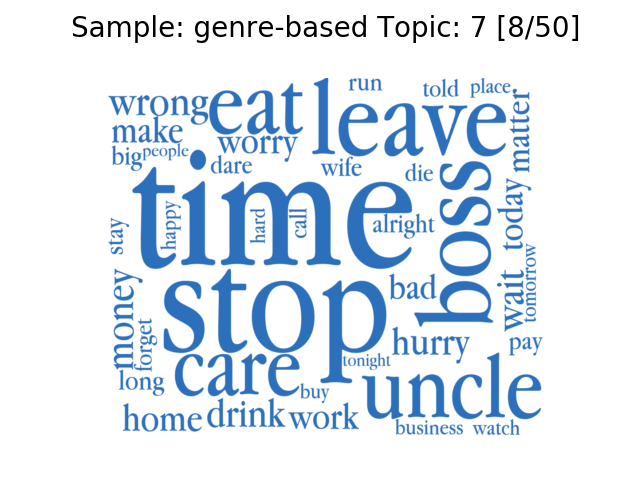 Sample: genre-based Topic: 7 [8/50]
run
told place
wrong eat leave
make
worry
matter
big people
dare
wife
die
time
boss
stay
happy
hard
call
alright
today
stop
bad
wait
tomorrow
money
forget
hurry
pay
care
tonight
long
buy
uncle
home drink work
business watch